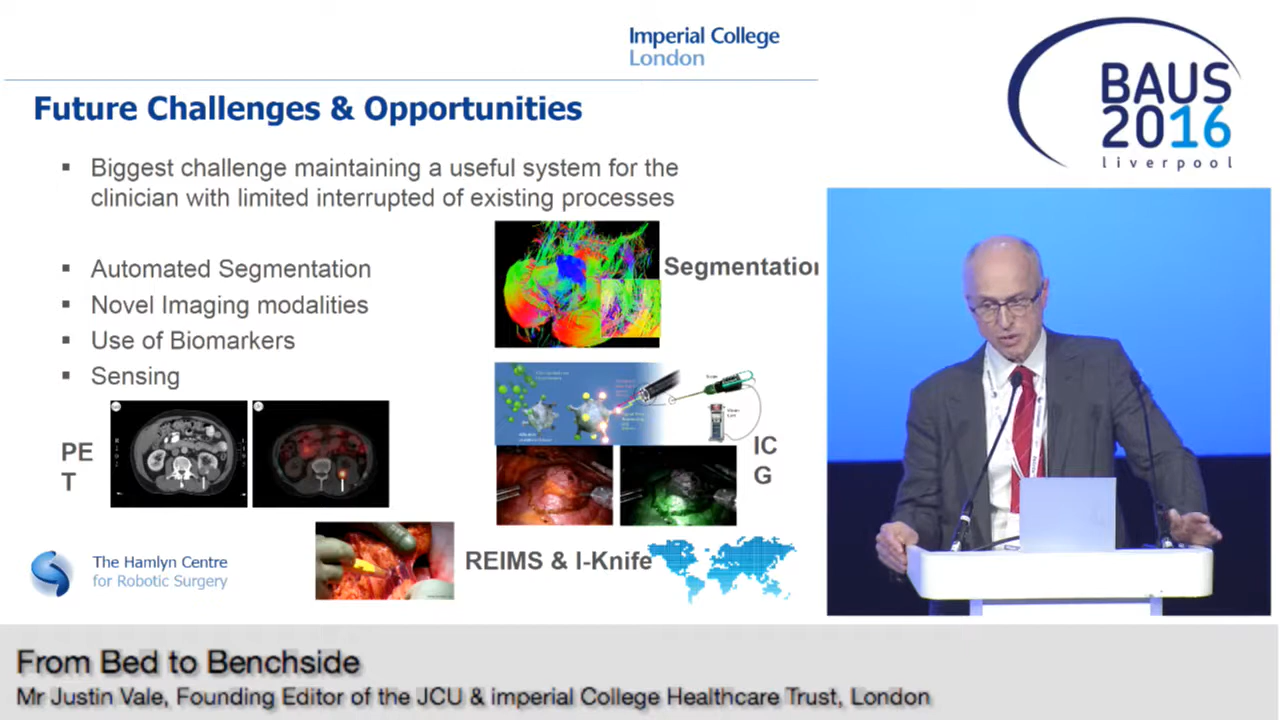 Imperial College
London
BAUS
2016
liverpool
Future Challenges & Opportunities
▪ Biggest challenge maintaining a useful system for the
clinician with limited interrupted of existing processes
▪ Automated Segmentation
▪ Novel Imaging modalities
▪ Use of Biomarkers
▪ Sensing
Segmentation
PE
T
IC
G
REIMS & I-Knife
The Hamlyn Centre
for Robotic Surgery
From Bed to Benchside
Mr Justin Vale, Founding Editor of the JCU & imperial College Healthcare Trust, London